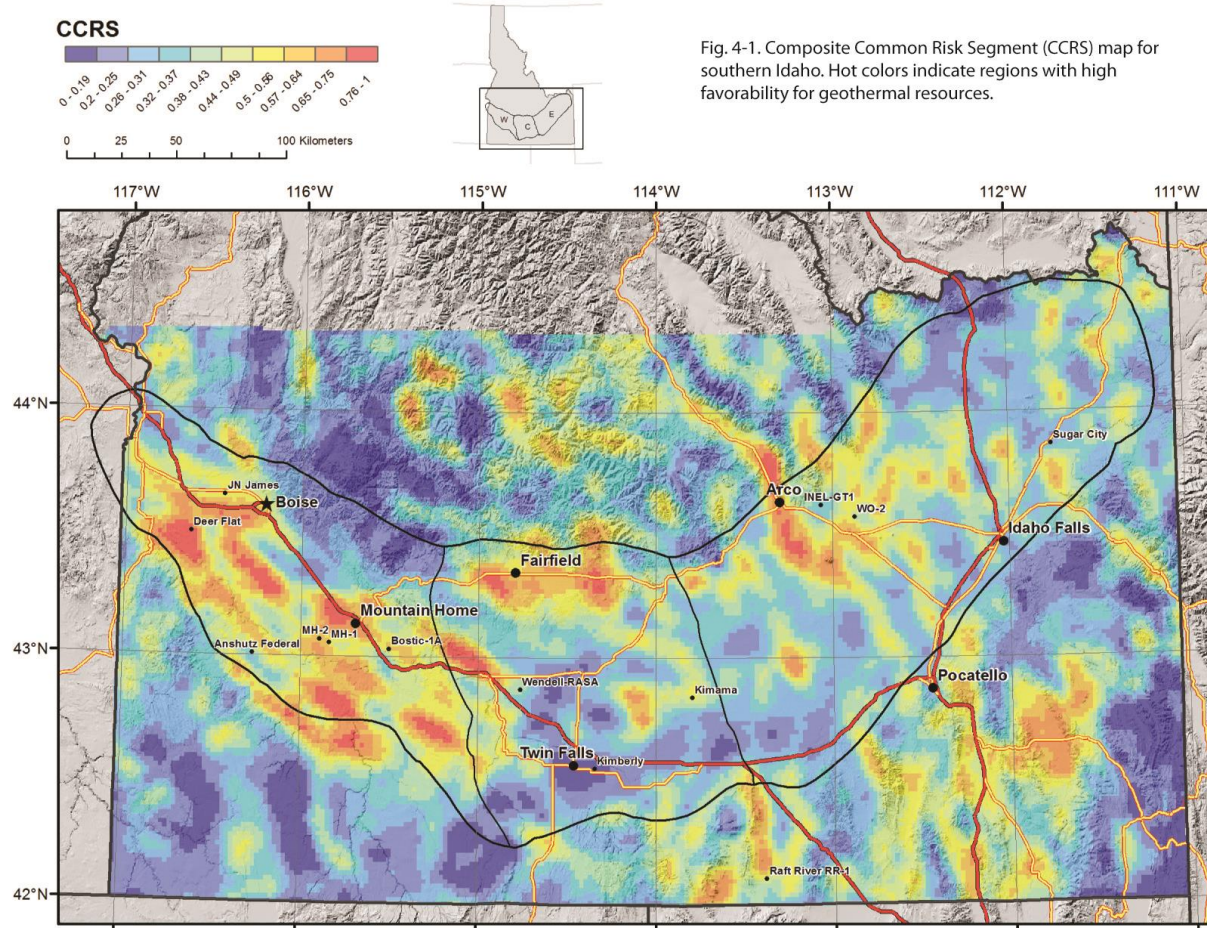 CCRS
0 - 0.19
0.2 - 0.25
0.26 - 0.31
0.32 - 0.37
0.38 - 0.43
0.44 - 0.49
0.5 - 0.56
0.57 - 0.64
0.65 - 0.75
0.76 - 1
0 25 50 100 Kilometers
W C E
Fig. 4-1. Composite Common Risk Segment (CCRS) map for
southern Idaho. Hot colors indicate regions with high
favorability for geothermal resources.
117°W 116°W 115°W 114°W 113°W 112°W 111°W
44°N
Sugar City
JN James
Boise
Arco
INEL-GT1
WO-2
Deer Flat
Idaho Falls
Fairfield
Mountain Home
MH-2
MH-1
Anshutz Federal
Bostic-1A
43°N
Wendell-RASA
Kimama
Pocatello
Twin Falls
Kimberly
Raft River RR-1
42°N